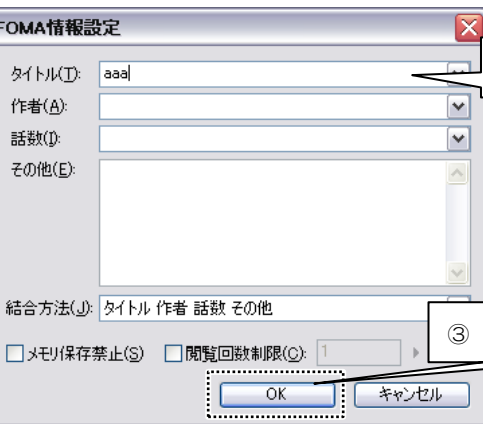 FOMA情報設定
タイトル(T): aaa
作者(A):
話数(I):
その他(E):
結合方法(J): タイトル 作者 話数 その他
メモリ保存禁止(S) 閲覧回数制限(C): 1
③
OK キャンセル